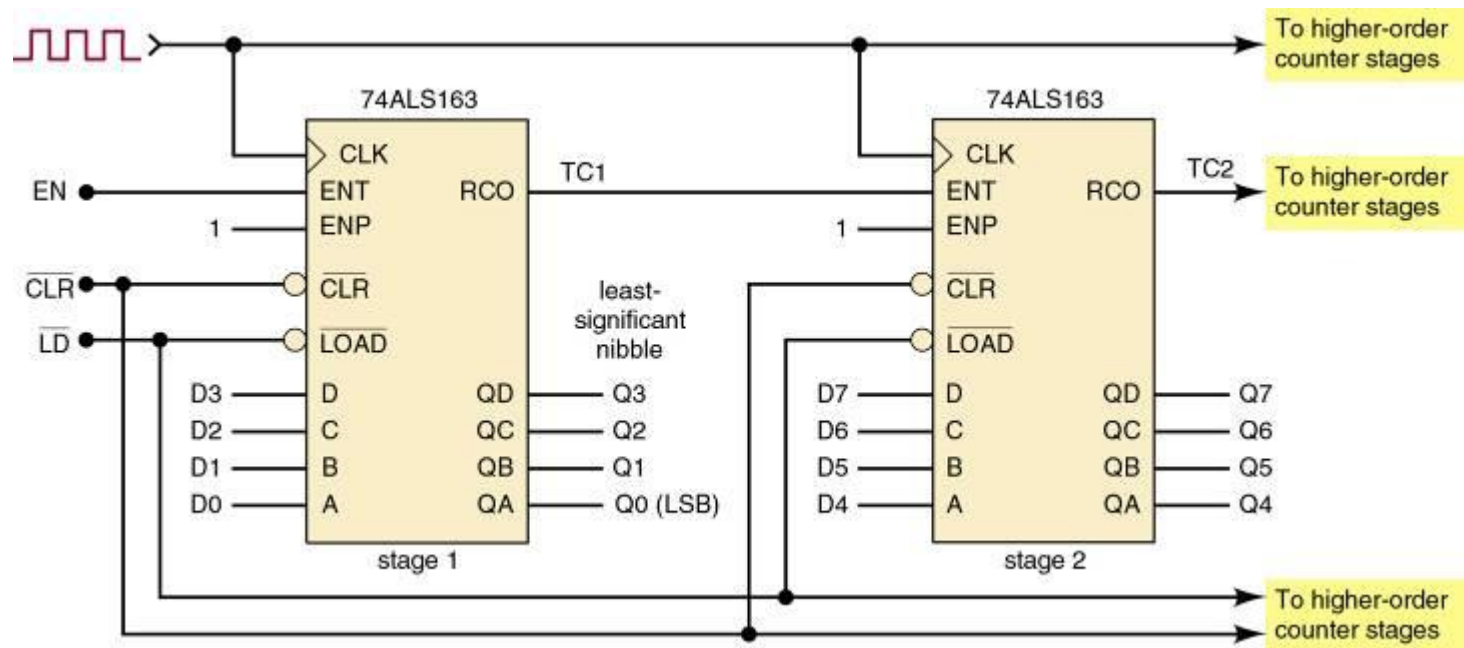 To higher-order
counter stages
74ALS163
74ALS163
CLK
CLK
EN
ENT
RCO
TC1
ENT
RCO
TC2
To higher-order
counter stages
1
ENP
1
ENP
CLR
CLR
least-
significant
nibble
CLR
LD
LOAD
LOAD
D3
D
QD
Q3
D7
D
QD
Q7
D2
C
QC
Q2
D6
C
QC
Q6
D1
B
QB
Q1
D5
B
QB
Q5
D0
A
QA
Q0 (LSB)
D4
A
QA
Q4
stage 1
stage 2
To higher-order
counter stages